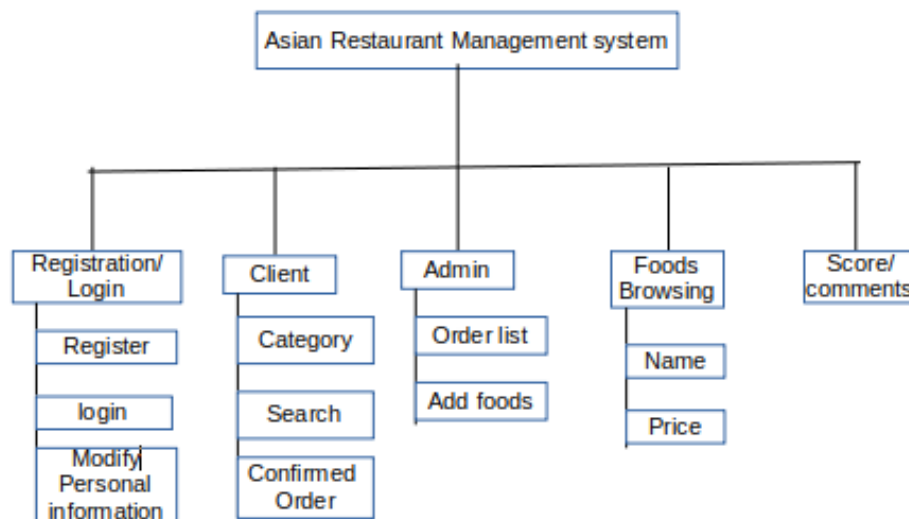 Asian Restaurant Management system
Registration/
Login
Register
login
Modify
Personal
information
Client
Category
Search
Confirmed
Order
Admin
Order list
Add foods
Foods
Browsing
Name
Price
Score/
comments